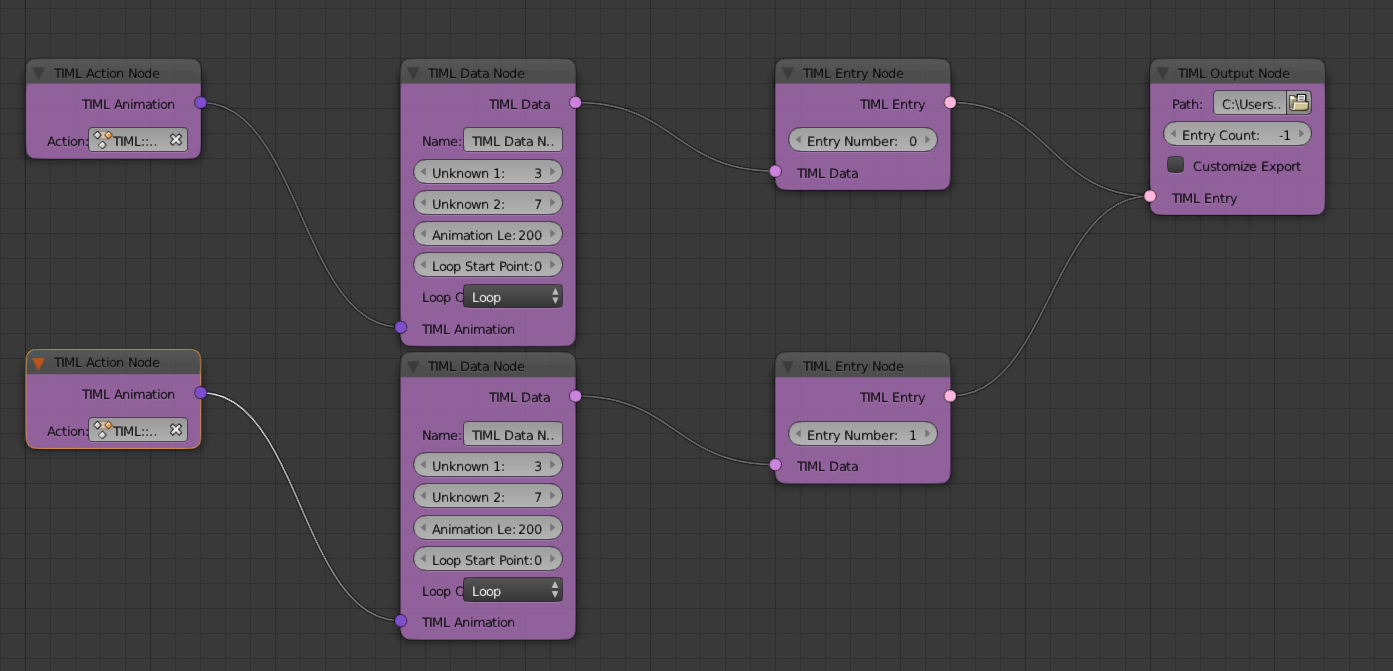 TIML Action Node
TIML Animation
Action: TIML::..
TIML Data Node
TIML Data
Name: TIML Data N..
Unknown 1: 3
Unknown 2: 7
Animation Le: 200
Loop Start Point: 0
Loop C Loop
TIML Animation
TIML Entry Node
TIML Entry
Entry Number: 0
TIML Data
TIML Output Node
Path: C:\Users..
Entry Count: -1
Customize Export
TIML Entry
TIML Action Node
TIML Animation
Action: TIML::..
TIML Data Node
TIML Data
Name: TIML Data N..
Unknown 1: 3
Unknown 2: 7
Animation Le: 200
Loop Start Point: 0
Loop C Loop
TIML Animation
TIML Entry Node
TIML Entry
Entry Number: 1
TIML Data